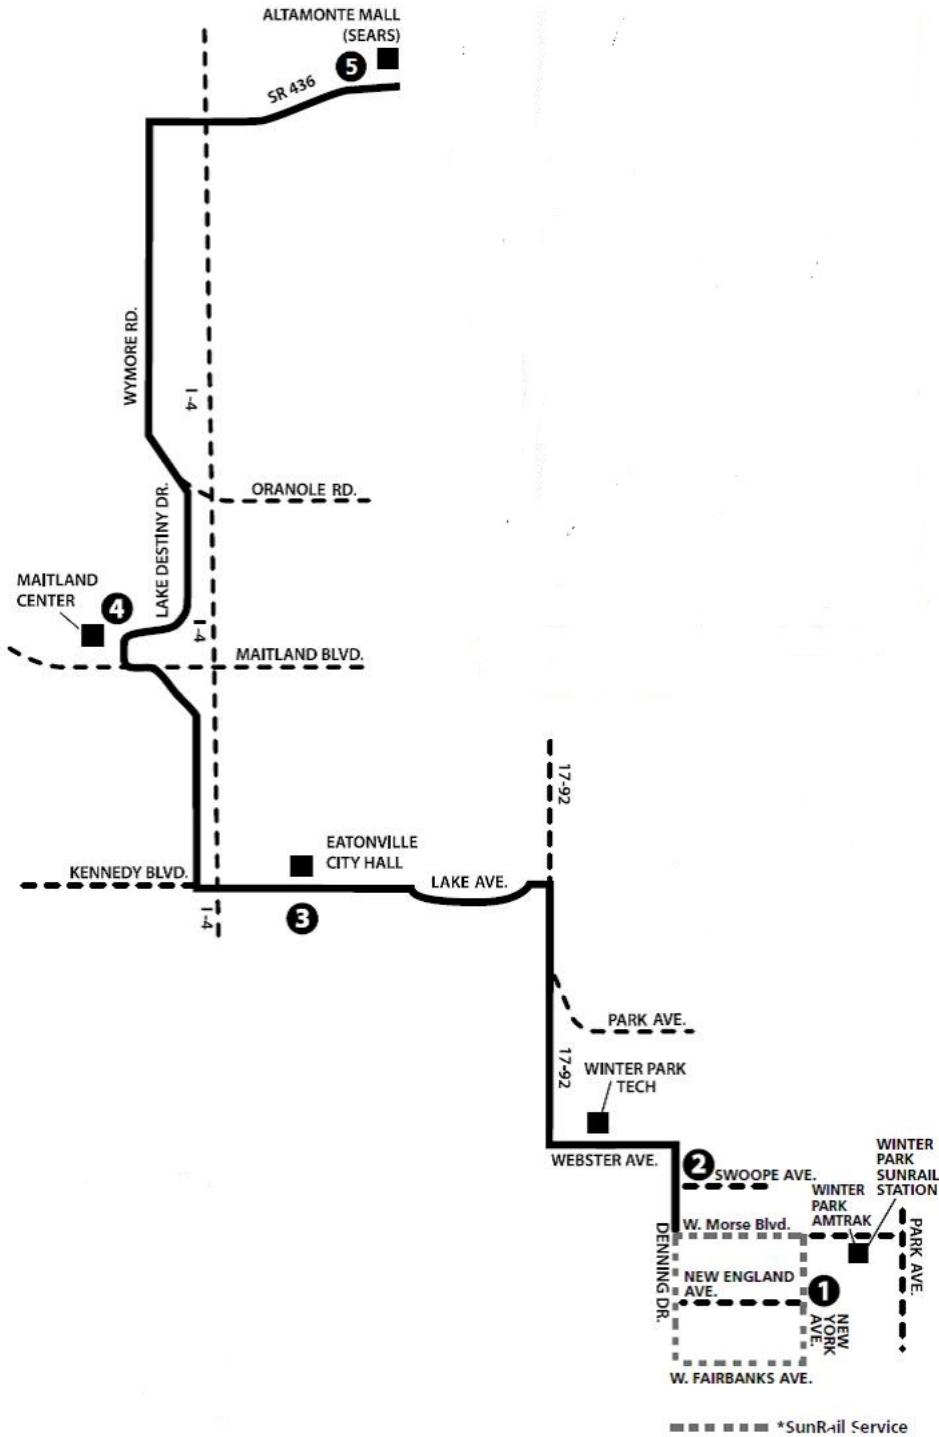 ALTAMONTE MALL
(SEARS)
5
SR 436
WYMORE RD.
I-4
ORANOLE RD.
LAKE DESTINY DR.
MAITLAND
CENTER
4
I-4
MAITLAND BLVD.
17-92
EATONVILLE
CITY HALL
KENNEDY BLVD.
LAKE AVE.
I-4
3
PARK AVE.
17-92
WINTER PARK
TECH
WEBSTER AVE.
2
SWOOPE AVE.
WINTER
PARK
SUNRAIL
STATION
WINTER
PARK
AMTRAK
W. Morse Blvd.
DENNING DR.
PARK AVE.
NEW ENGLAND
AVE.
1
NEW
YORK
AVE.
W. FAIRBANKS AVE.
*SunRail Service